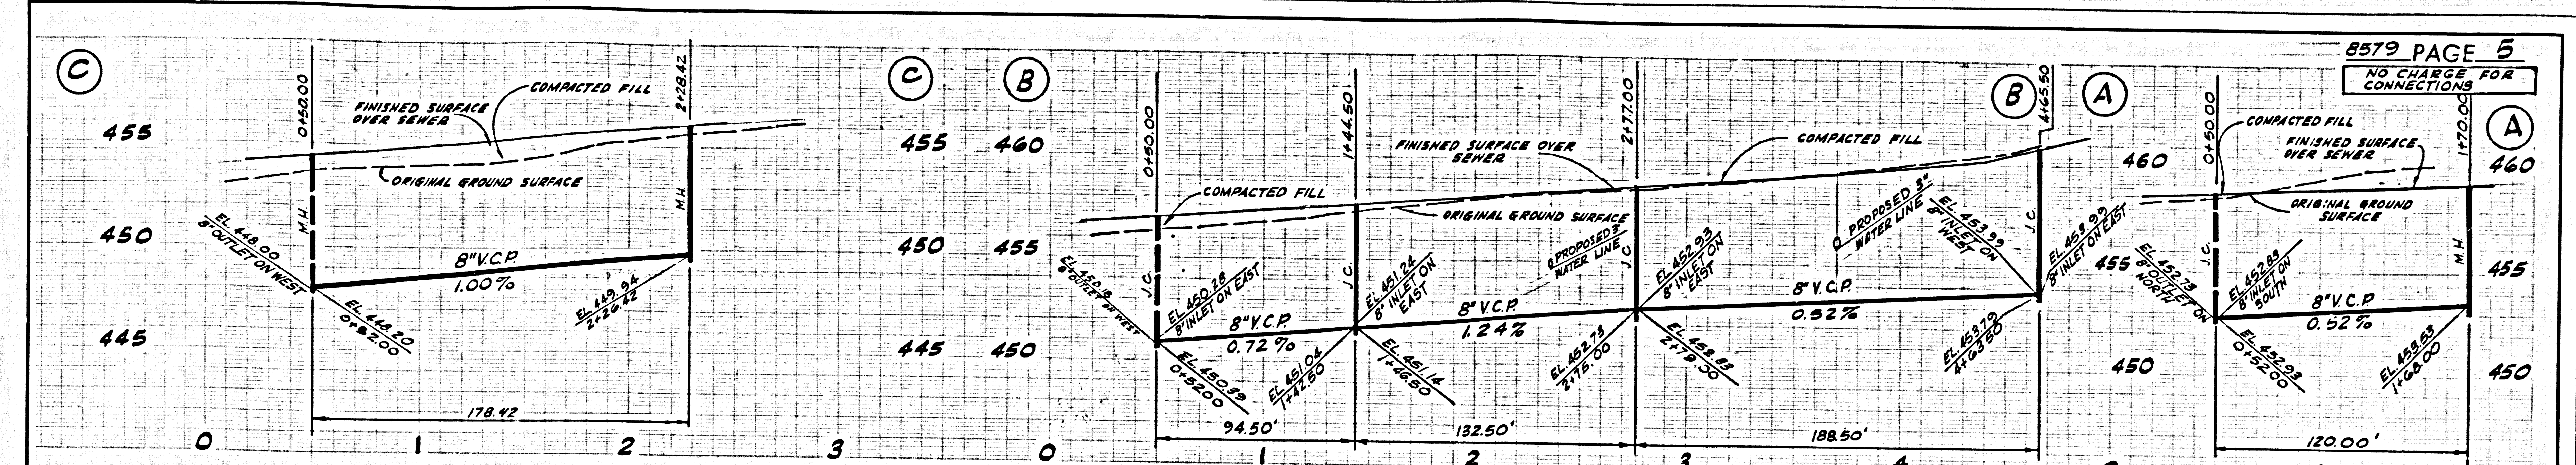 8579 PAGE 5
NO CHARGE FOR
CONNECTIONS
C
0+50.00
2+28.42
COMPACTED FILL
FINISHED SURFACE
OVER SEWER
455
ORIGINAL GROUND SURFACE
M.H.
M.H.
450
EL 448.00
8" OUTLET ON WEST
8" V.C.P.
1.00%
445
EL 448.20
0+52.00
EL 449.94
2+26.42
178.42
0
1
2
3
C
455
450
445
B
0+50.00
1+44.50
2+77.00
4+65.50
460
455
450
COMPACTED FILL
FINISHED SURFACE OVER
SEWER
COMPACTED FILL
ORIGINAL GROUND SURFACE
PROPOSED 3"
WATER LINE
PROPOSED 3"
WATER LINE
J.C.
J.C.
J.C.
J.C.
EL 450.18
8" OUTLET ON WEST
EL 450.28
8" INLET ON EAST
EL 451.24
8" INLET ON
EAST
EL 452.93
8" INLET ON
EAST
EL 453.99
8" INLET ON
WEST
EL 453.99
8" INLET ON EAST
8" V.C.P.
0.72%
8" V.C.P.
1.24%
8" V.C.P.
0.52%
EL 450.39
0+52.00
EL 451.04
1+42.50
EL 451.14
1+46.50
EL 452.73
2+75.00
EL 452.83
2+79.00
EL 453.79
4+63.50
94.50'
132.50'
188.50'
0
1
2
3
4
B
A
0+50.00
1+70.00
460
455
450
COMPACTED FILL
FINISHED SURFACE
OVER SEWER
ORIGINAL GROUND
SURFACE
J.C.
M.H.
EL 452.73
8" OUTLET ON
NORTH
EL 452.83
8" INLET ON
SOUTH
8" V.C.P.
0.52%
EL 452.93
0+52.00
EL 453.53
1+68.00
120.00'
A
460
455
450